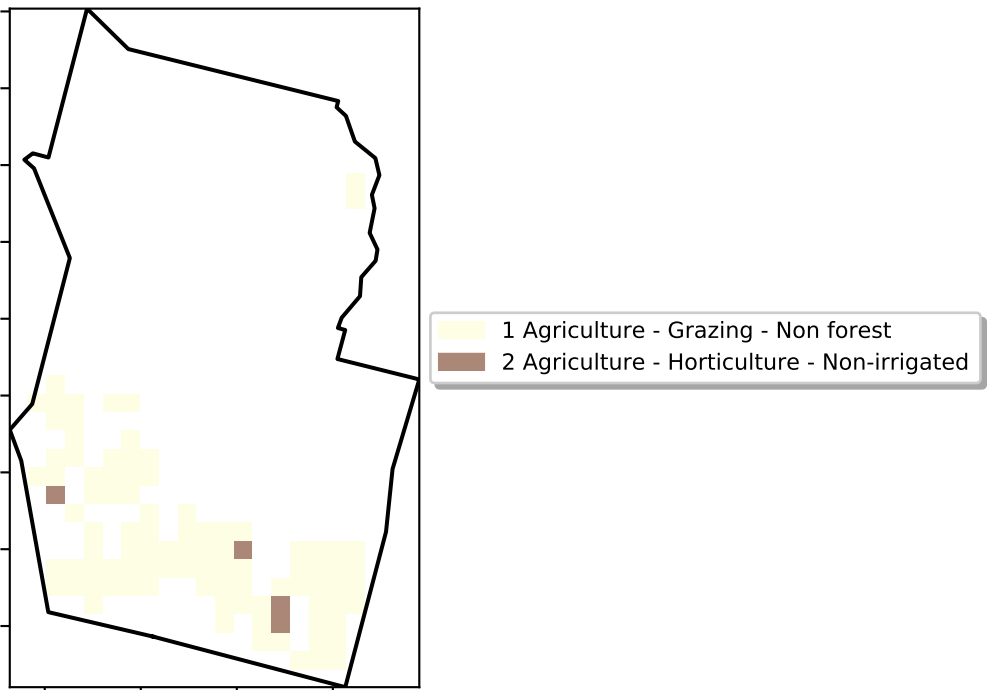 1 Agriculture - Grazing - Non forest
2 Agriculture - Horticulture - Non-irrigated